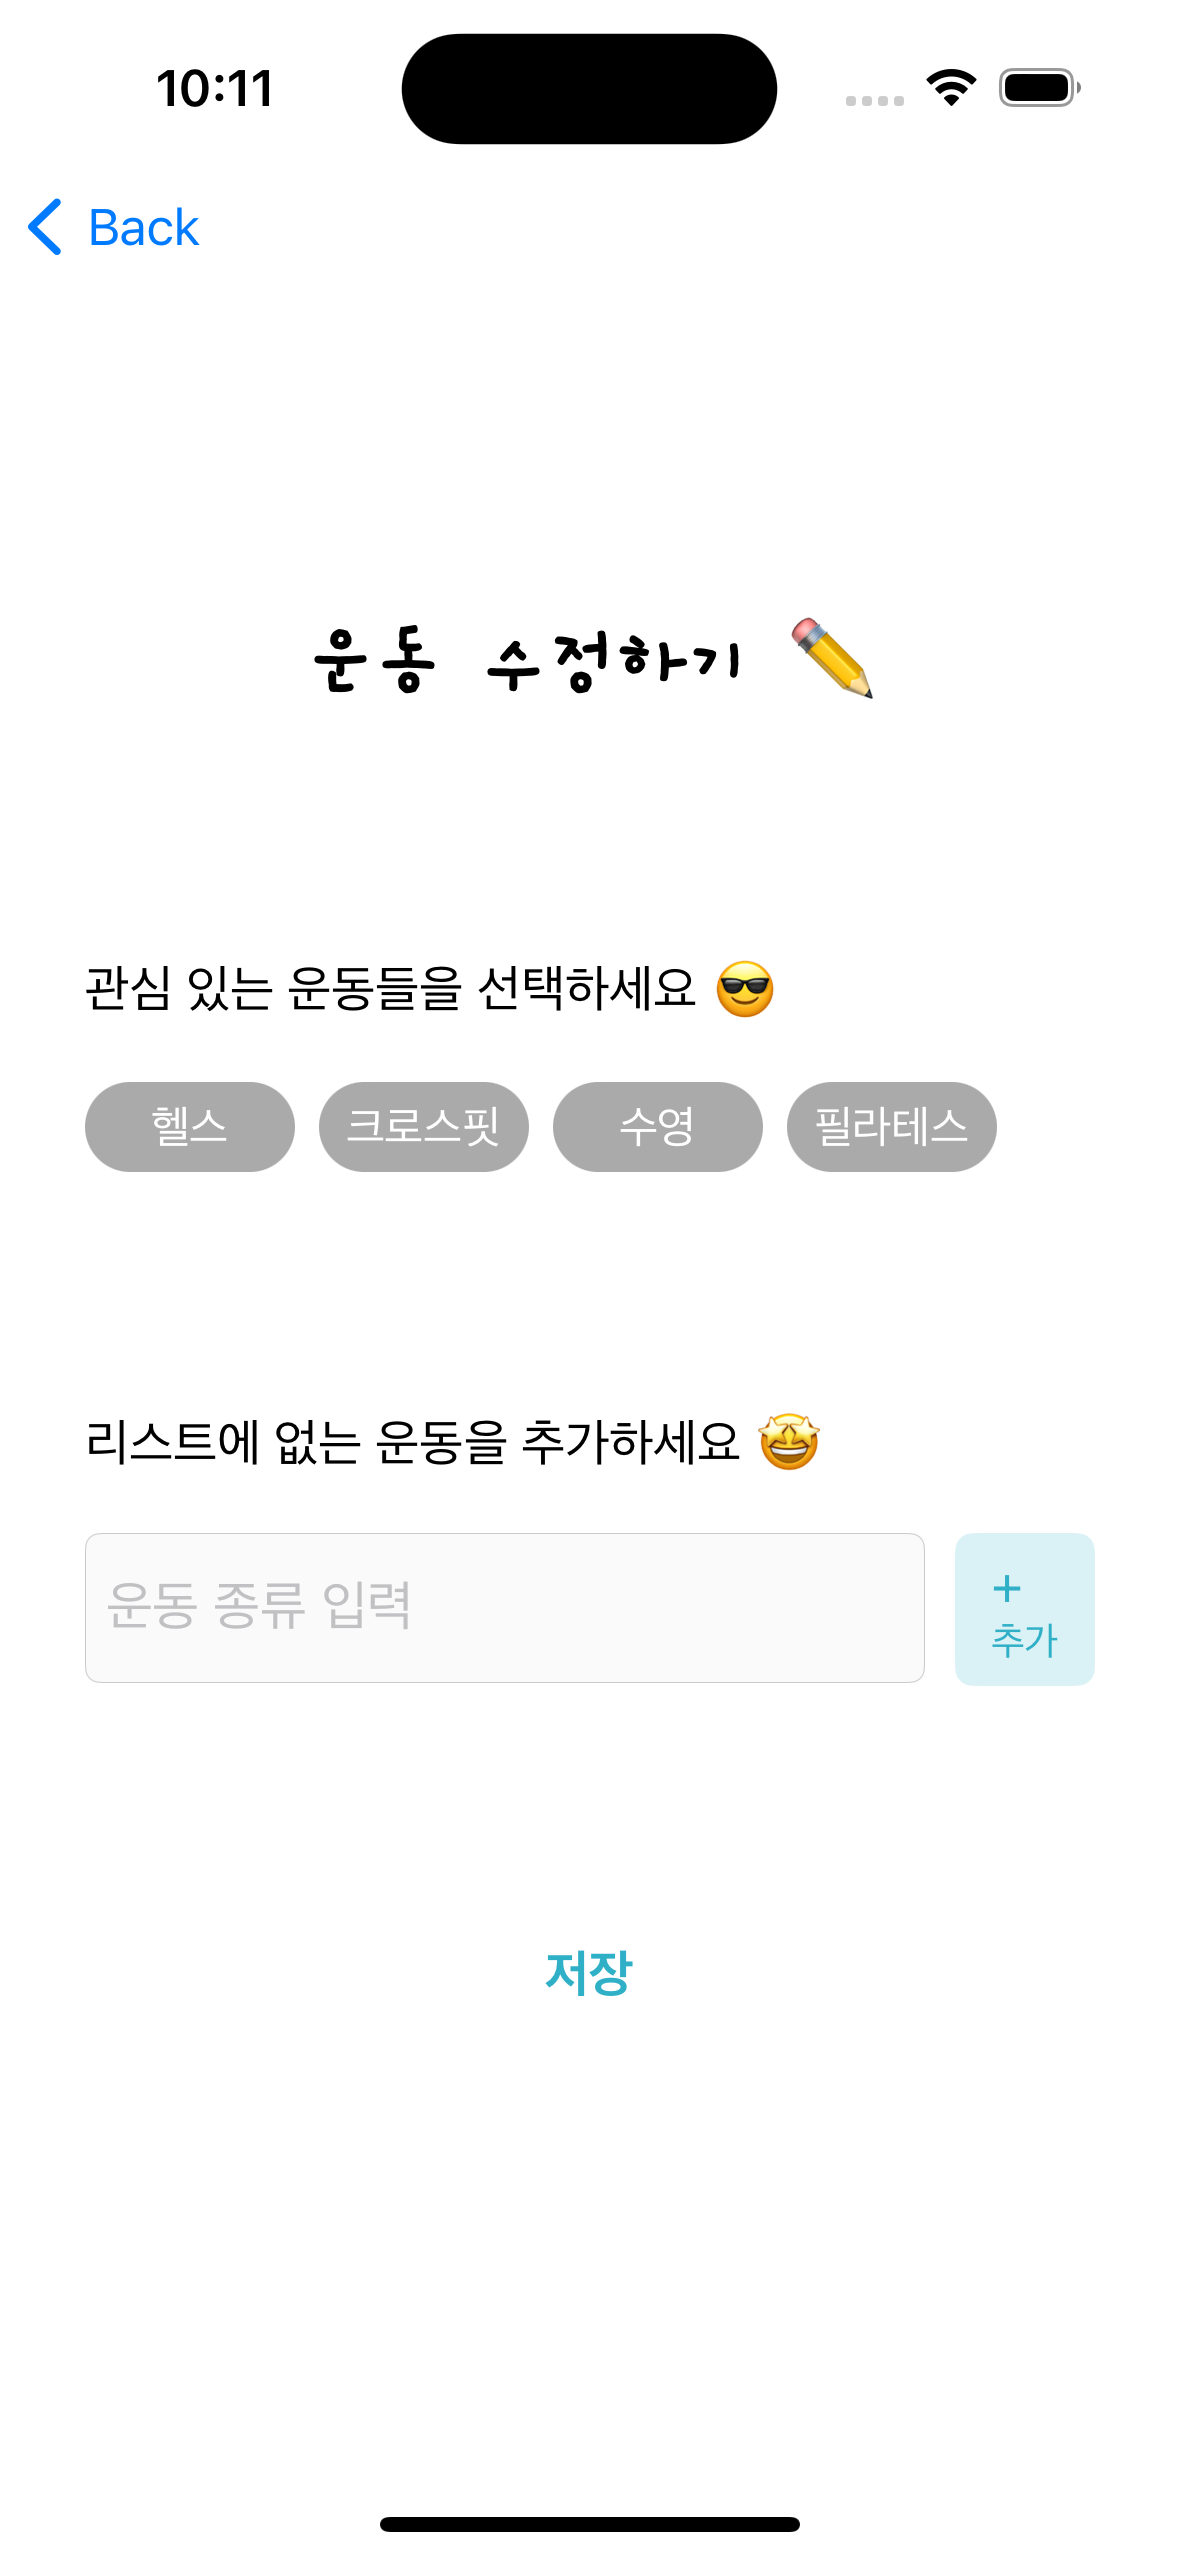 10:11
Back
운동 수정하기 ✏️
관심 있는 운동들을 선택하세요 😎
헬스 크로스핏 수영 필라테스
리스트에 없는 운동을 추가하세요 🤩
운동 종류 입력
+
추가
저장